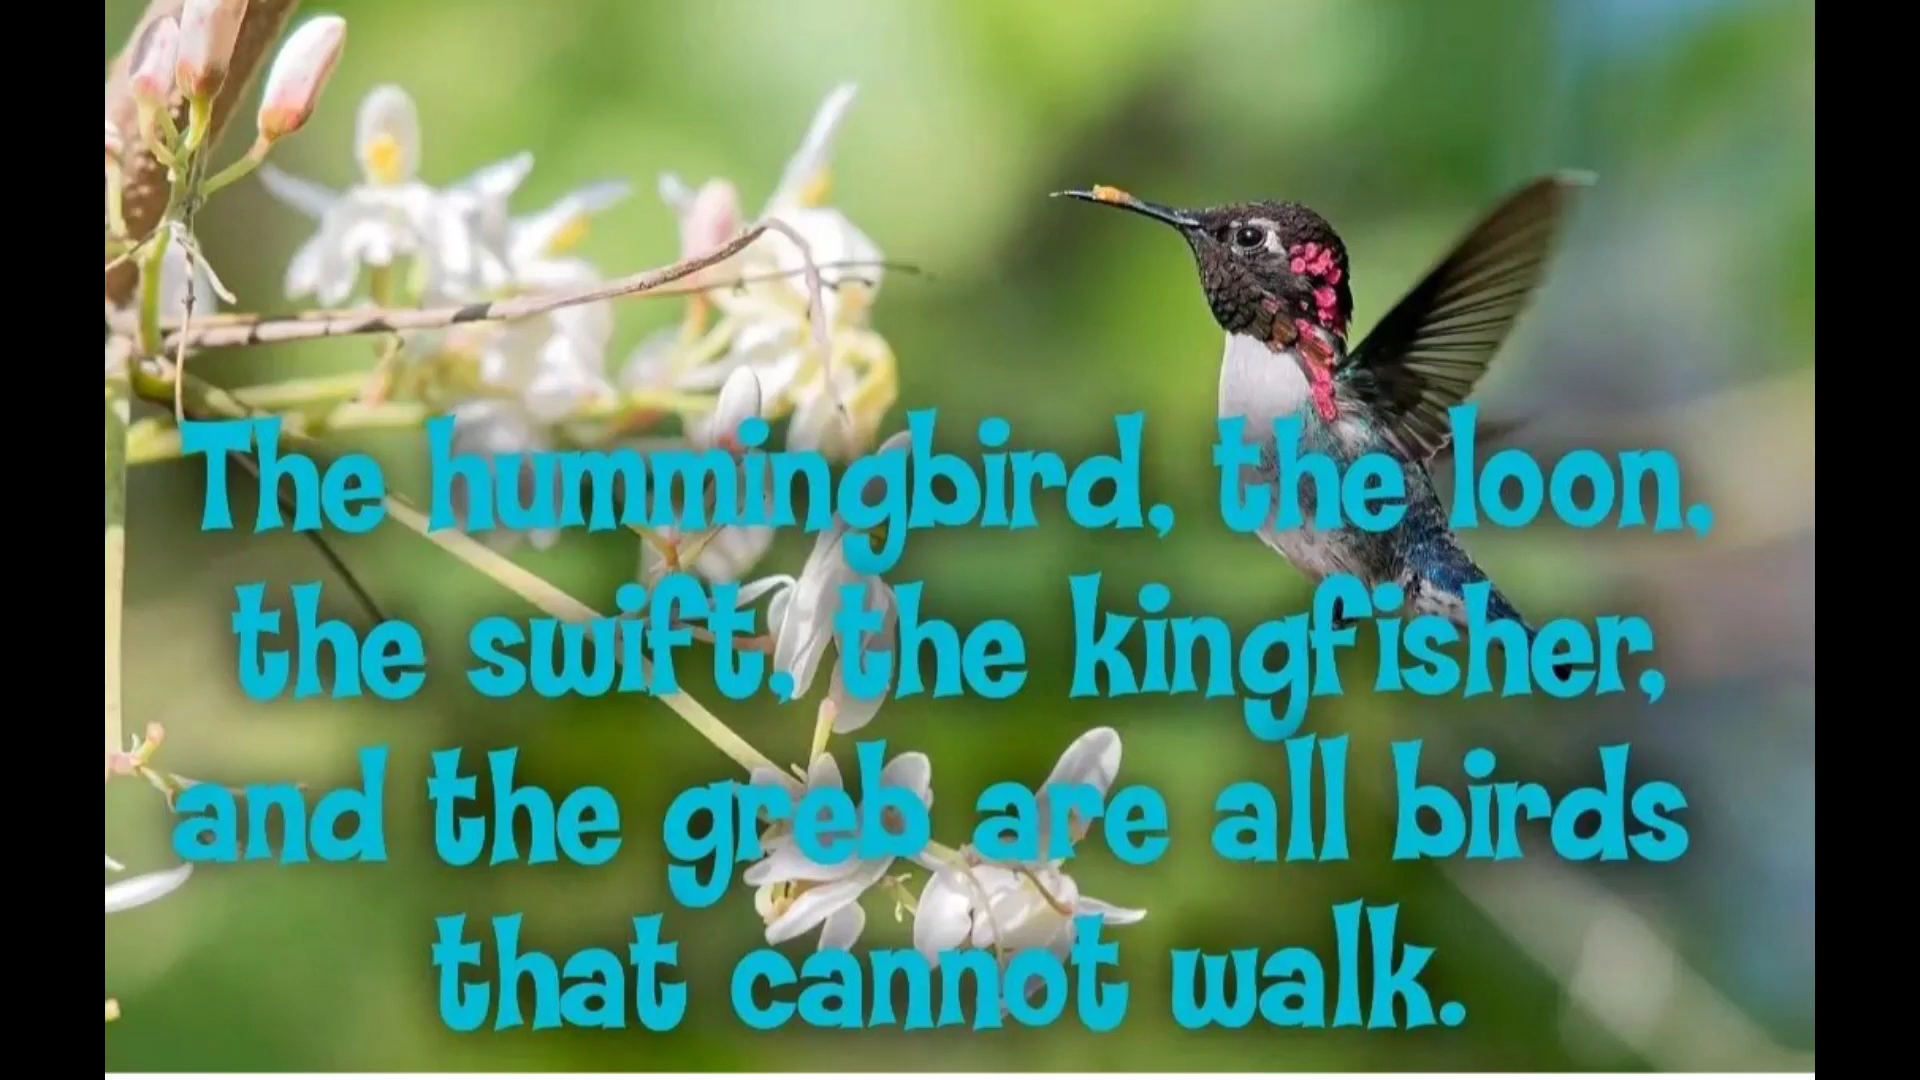 The hummingbird, the loon,
the swift, the kingfisher,
and the greb are all birds
that cannot walk.